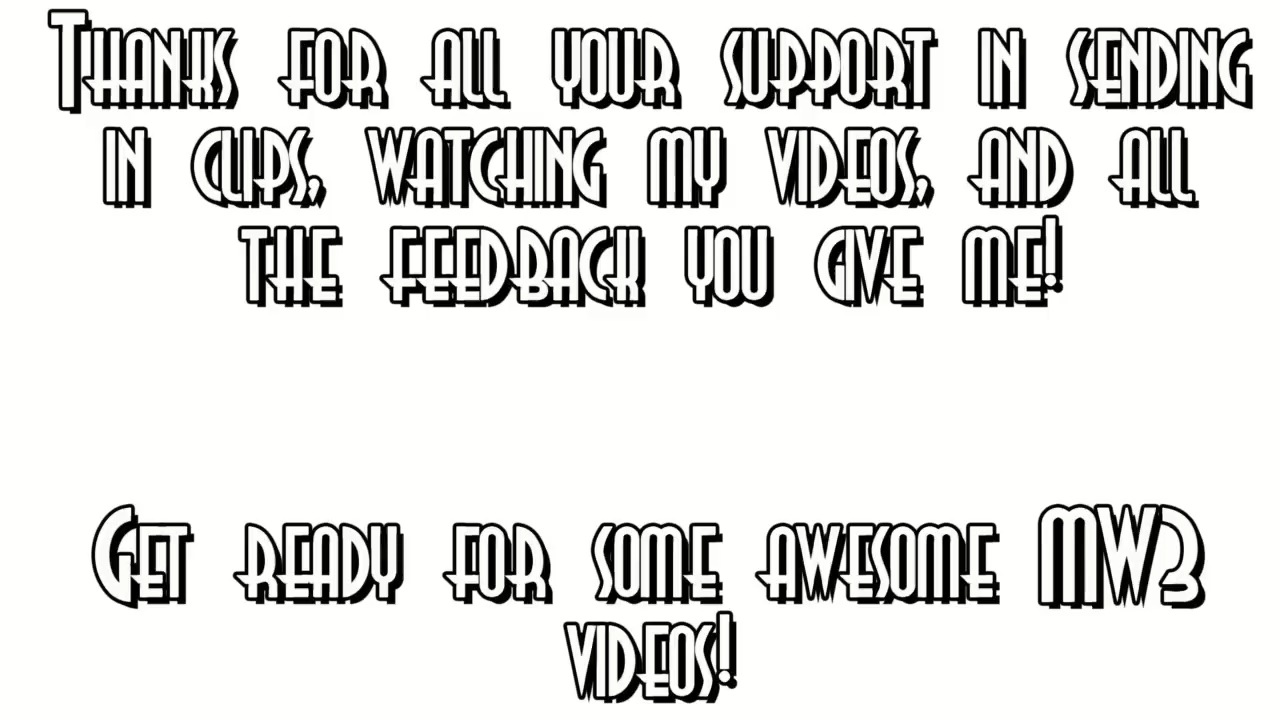 Thanks for all your support in sending
in clips, watching my videos, and all
the feedback you give me!
Get ready for some awesome MW3
videos!